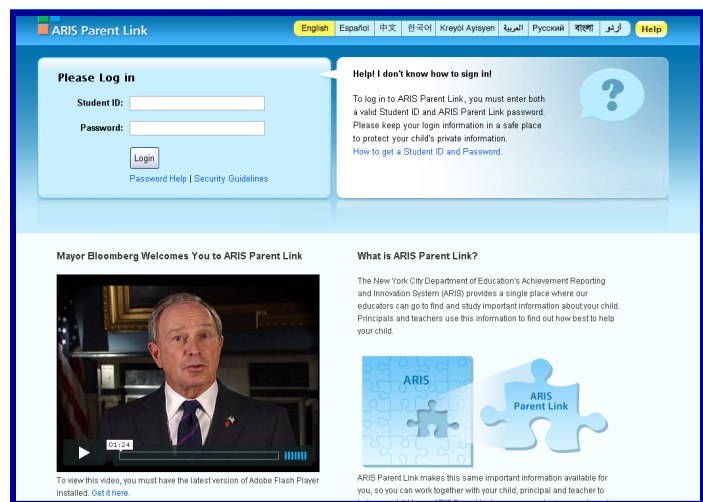 ARIS Parent Link
English Español 中文 한국어 Kreyòl Ayisyen العربية Русский বাংলা اُردو Help
Please Log in
Student ID:
Password:
Login
Password Help | Security Guidelines
Help! I don't know how to sign in!
To log in to ARIS Parent Link, you must enter both
a valid Student ID and ARIS Parent Link password.
Please keep your login information in a safe place
to protect your child's private information.
How to get a Student ID and Password.
?
Mayor Bloomberg Welcomes You to ARIS Parent Link
01:24
To view this video, you must have the latest version of Adobe Flash Player
installed. Get it here.
What is ARIS Parent Link?
The New York City Department of Education's Achievement Reporting
and Innovation System (ARIS) provides a single place where our
educators can go to find and study important information about your child.
Principals and teachers use this information to find out how best to help
your child.
ARIS
ARIS
Parent Link
ARIS Parent Link makes this same important information available for
you, so you can work together with your child, principal and teacher to